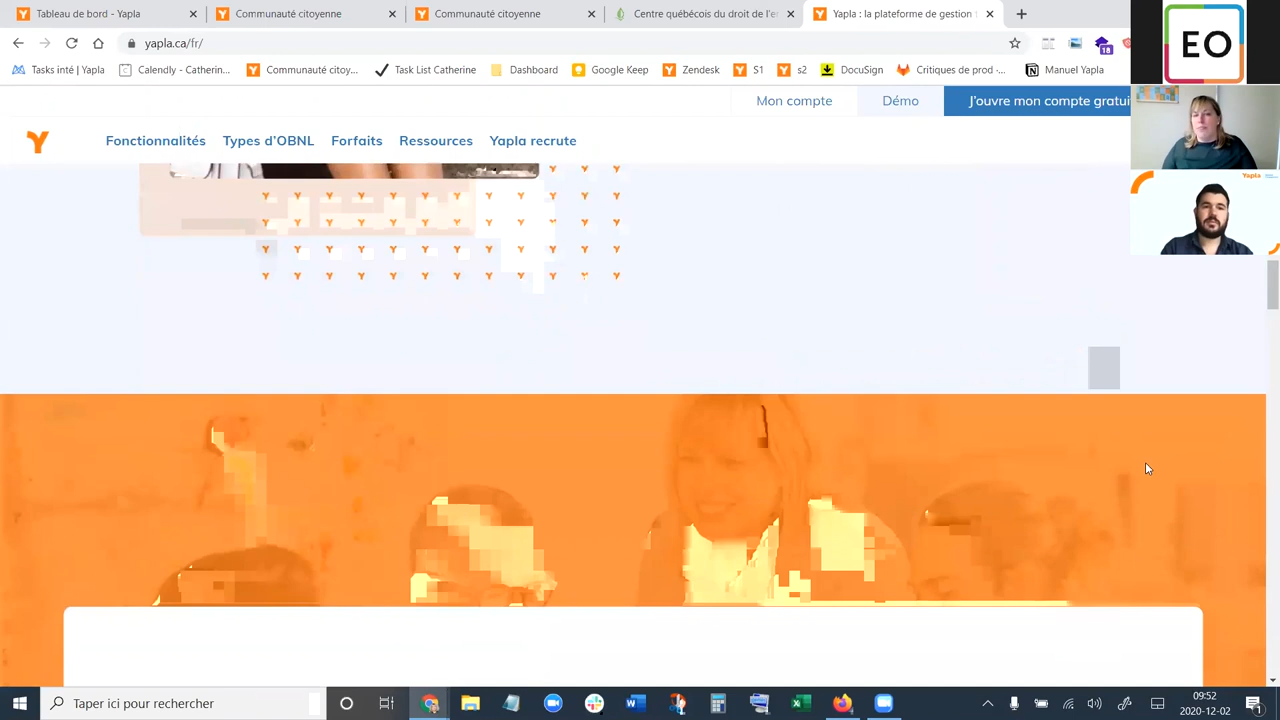 Tableau de bord - Yapla
Communauté citoyenne
Communauté citoyenne
Centre québécois du droit de l'e
Yapla : la plateforme de gestion
yapla.ca/fr/
18
Tasks inté | Yapla
Calendly - Catherin...
Communauté citoy...
Task List Catherine
Dashboard
Google Keep
Zendesk
S1
s2
DocuSign
Critiques de prod -...
Manuel Yapla
EO
Yapla
Mon compte
Démo
J'ouvre mon compte gratui
Fonctionnalités
Types d'OBNL
Forfaits
Ressources
Yapla recrute
Taper ici pour rechercher
09:52
2020-12-02
1